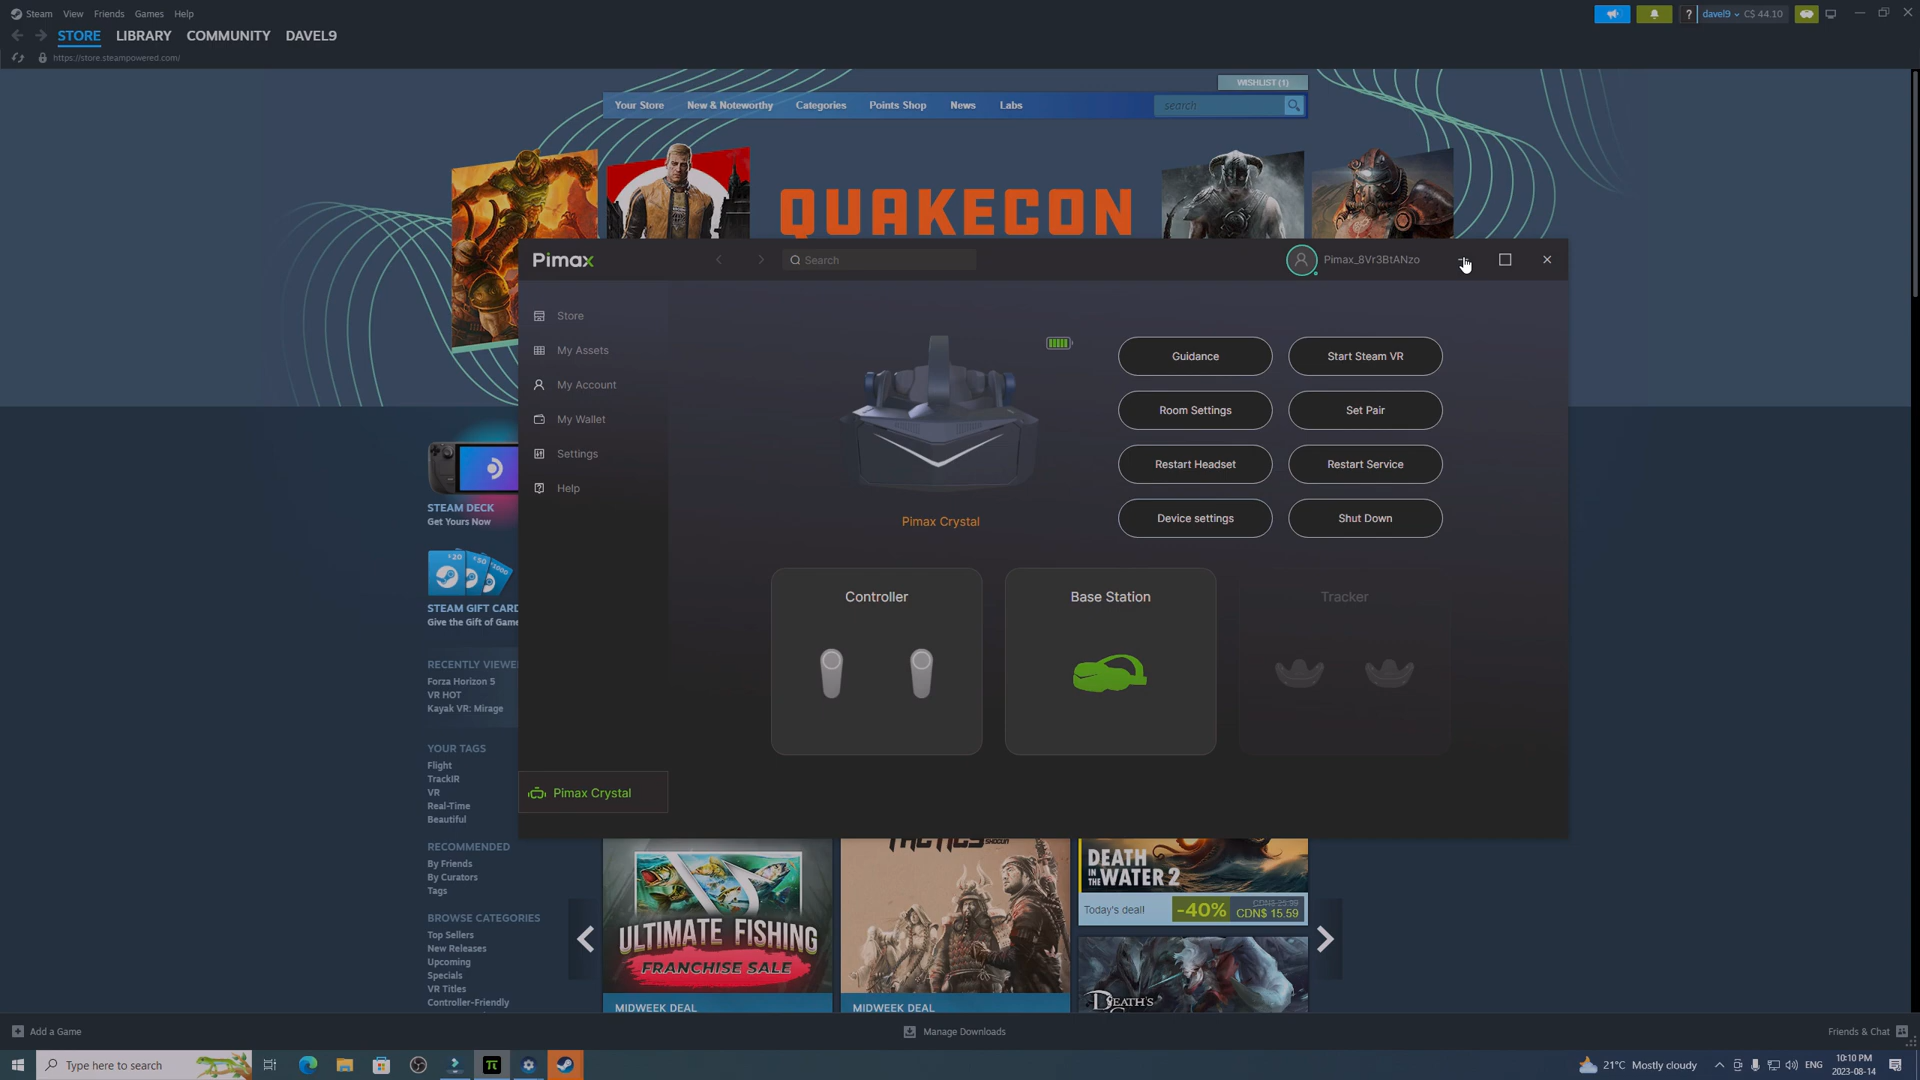 Steam View Friends Games Help
? davel9 C$ 44.10
STORE LIBRARY COMMUNITY DAVEL9
https://store.steampowered.com/
WISHLIST (1)
Your Store New & Noteworthy Categories Points Shop News Labs search
QUAKECON
Pimax Search Pimax_8Vr3BtANzo
Store
My Assets
My Account
My Wallet
Settings
Help
Guidance Start Steam VR
Room Settings Set Pair
Restart Headset Restart Service
Device settings Shut Down
Pimax Crystal
Controller Base Station Tracker
Pimax Crystal
STEAM DECK
Get Yours Now
$20 $50
STEAM GIFT CARD
Give the Gift of Game
RECENTLY VIEWE
Forza Horizon 5
VR HOT
Kayak VR: Mirage
YOUR TAGS
Flight
TrackIR
VR
Real-Time
Beautiful
RECOMMENDED
By Friends
By Curators
Tags
BROWSE CATEGORIES
Top Sellers
New Releases
Upcoming
Specials
VR Titles
Controller-Friendly
ULTIMATE FISHING
FRANCHISE SALE
MIDWEEK DEAL
TACTICS
MIDWEEK DEAL
DEATH
IN THE WATER 2
Today's deal! -40% CDN$ 25.99
CDN$ 15.59
DEATH'S
Add a Game Manage Downloads Friends & Chat
Type here to search
21°C Mostly cloudy ENG 10:10 PM
2023-08-14